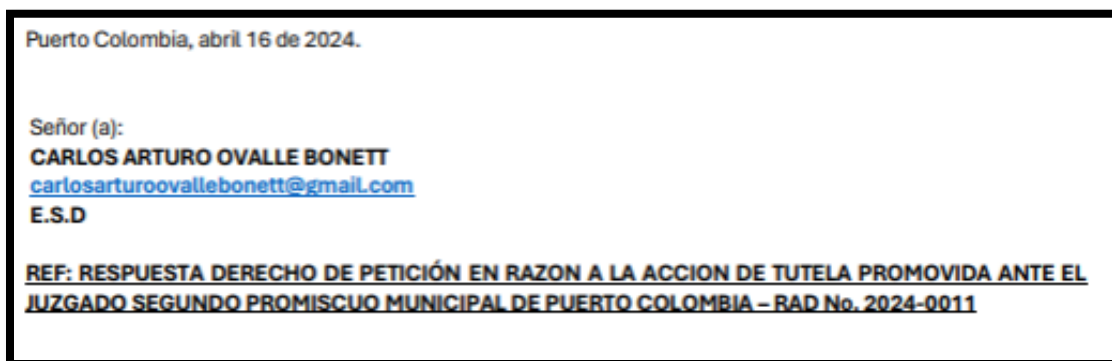 Puerto Colombia, abril 16 de 2024.
Señor (a):
CARLOS ARTURO OVALLE BONETT
carlosarturoovallebonett@gmail.com
E.S.D
REF: RESPUESTA DERECHO DE PETICIÓN EN RAZON A LA ACCION DE TUTELA PROMOVIDA ANTE EL
JUZGADO SEGUNDO PROMISCUO MUNICIPAL DE PUERTO COLOMBIA – RAD No. 2024-0011